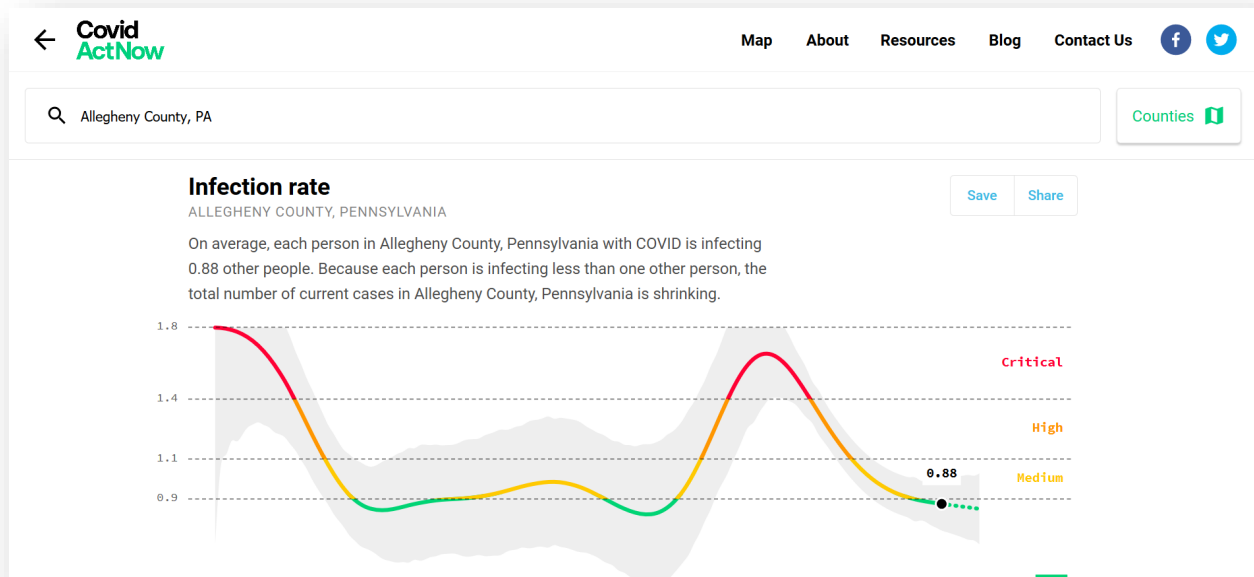 Covid
ActNow
Map About Resources Blog Contact Us
Allegheny County, PA
Counties
Infection rate
Save Share
ALLEGHENY COUNTY, PENNSYLVANIA
On average, each person in Allegheny County, Pennsylvania with COVID is infecting
0.88 other people. Because each person is infecting less than one other person, the
total number of current cases in Allegheny County, Pennsylvania is shrinking.
1.8
Critical
1.4
High
1.1
0.88
Medium
0.9